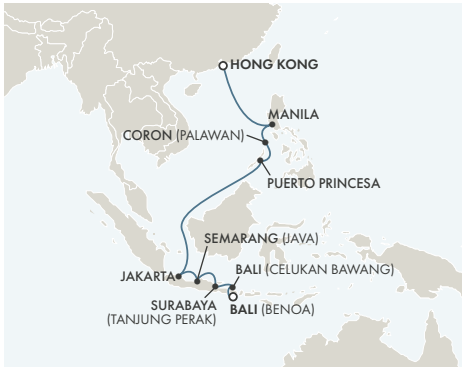 HONG KONG
MANILA
CORON (PALAWAN)
PUERTO PRINCESA
SEMARANG (JAVA)
BALI (CELUKAN BAWANG)
JAKARTA
SURABAYA
(TANJUNG PERAK)
BALI (BENOA)